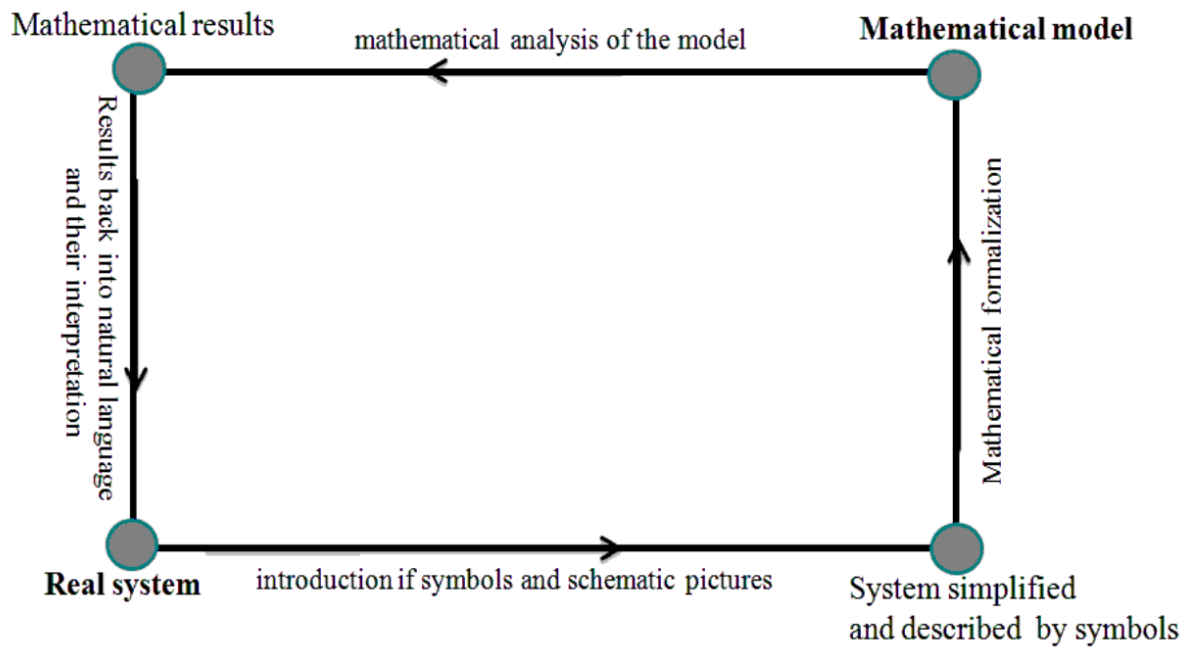 Mathematical results
mathematical analysis of the model
Mathematical model
Results back into natural language
and their interpretation
Mathematical formalization
Real system
introduction if symbols and schematic pictures
System simplified
and described by symbols